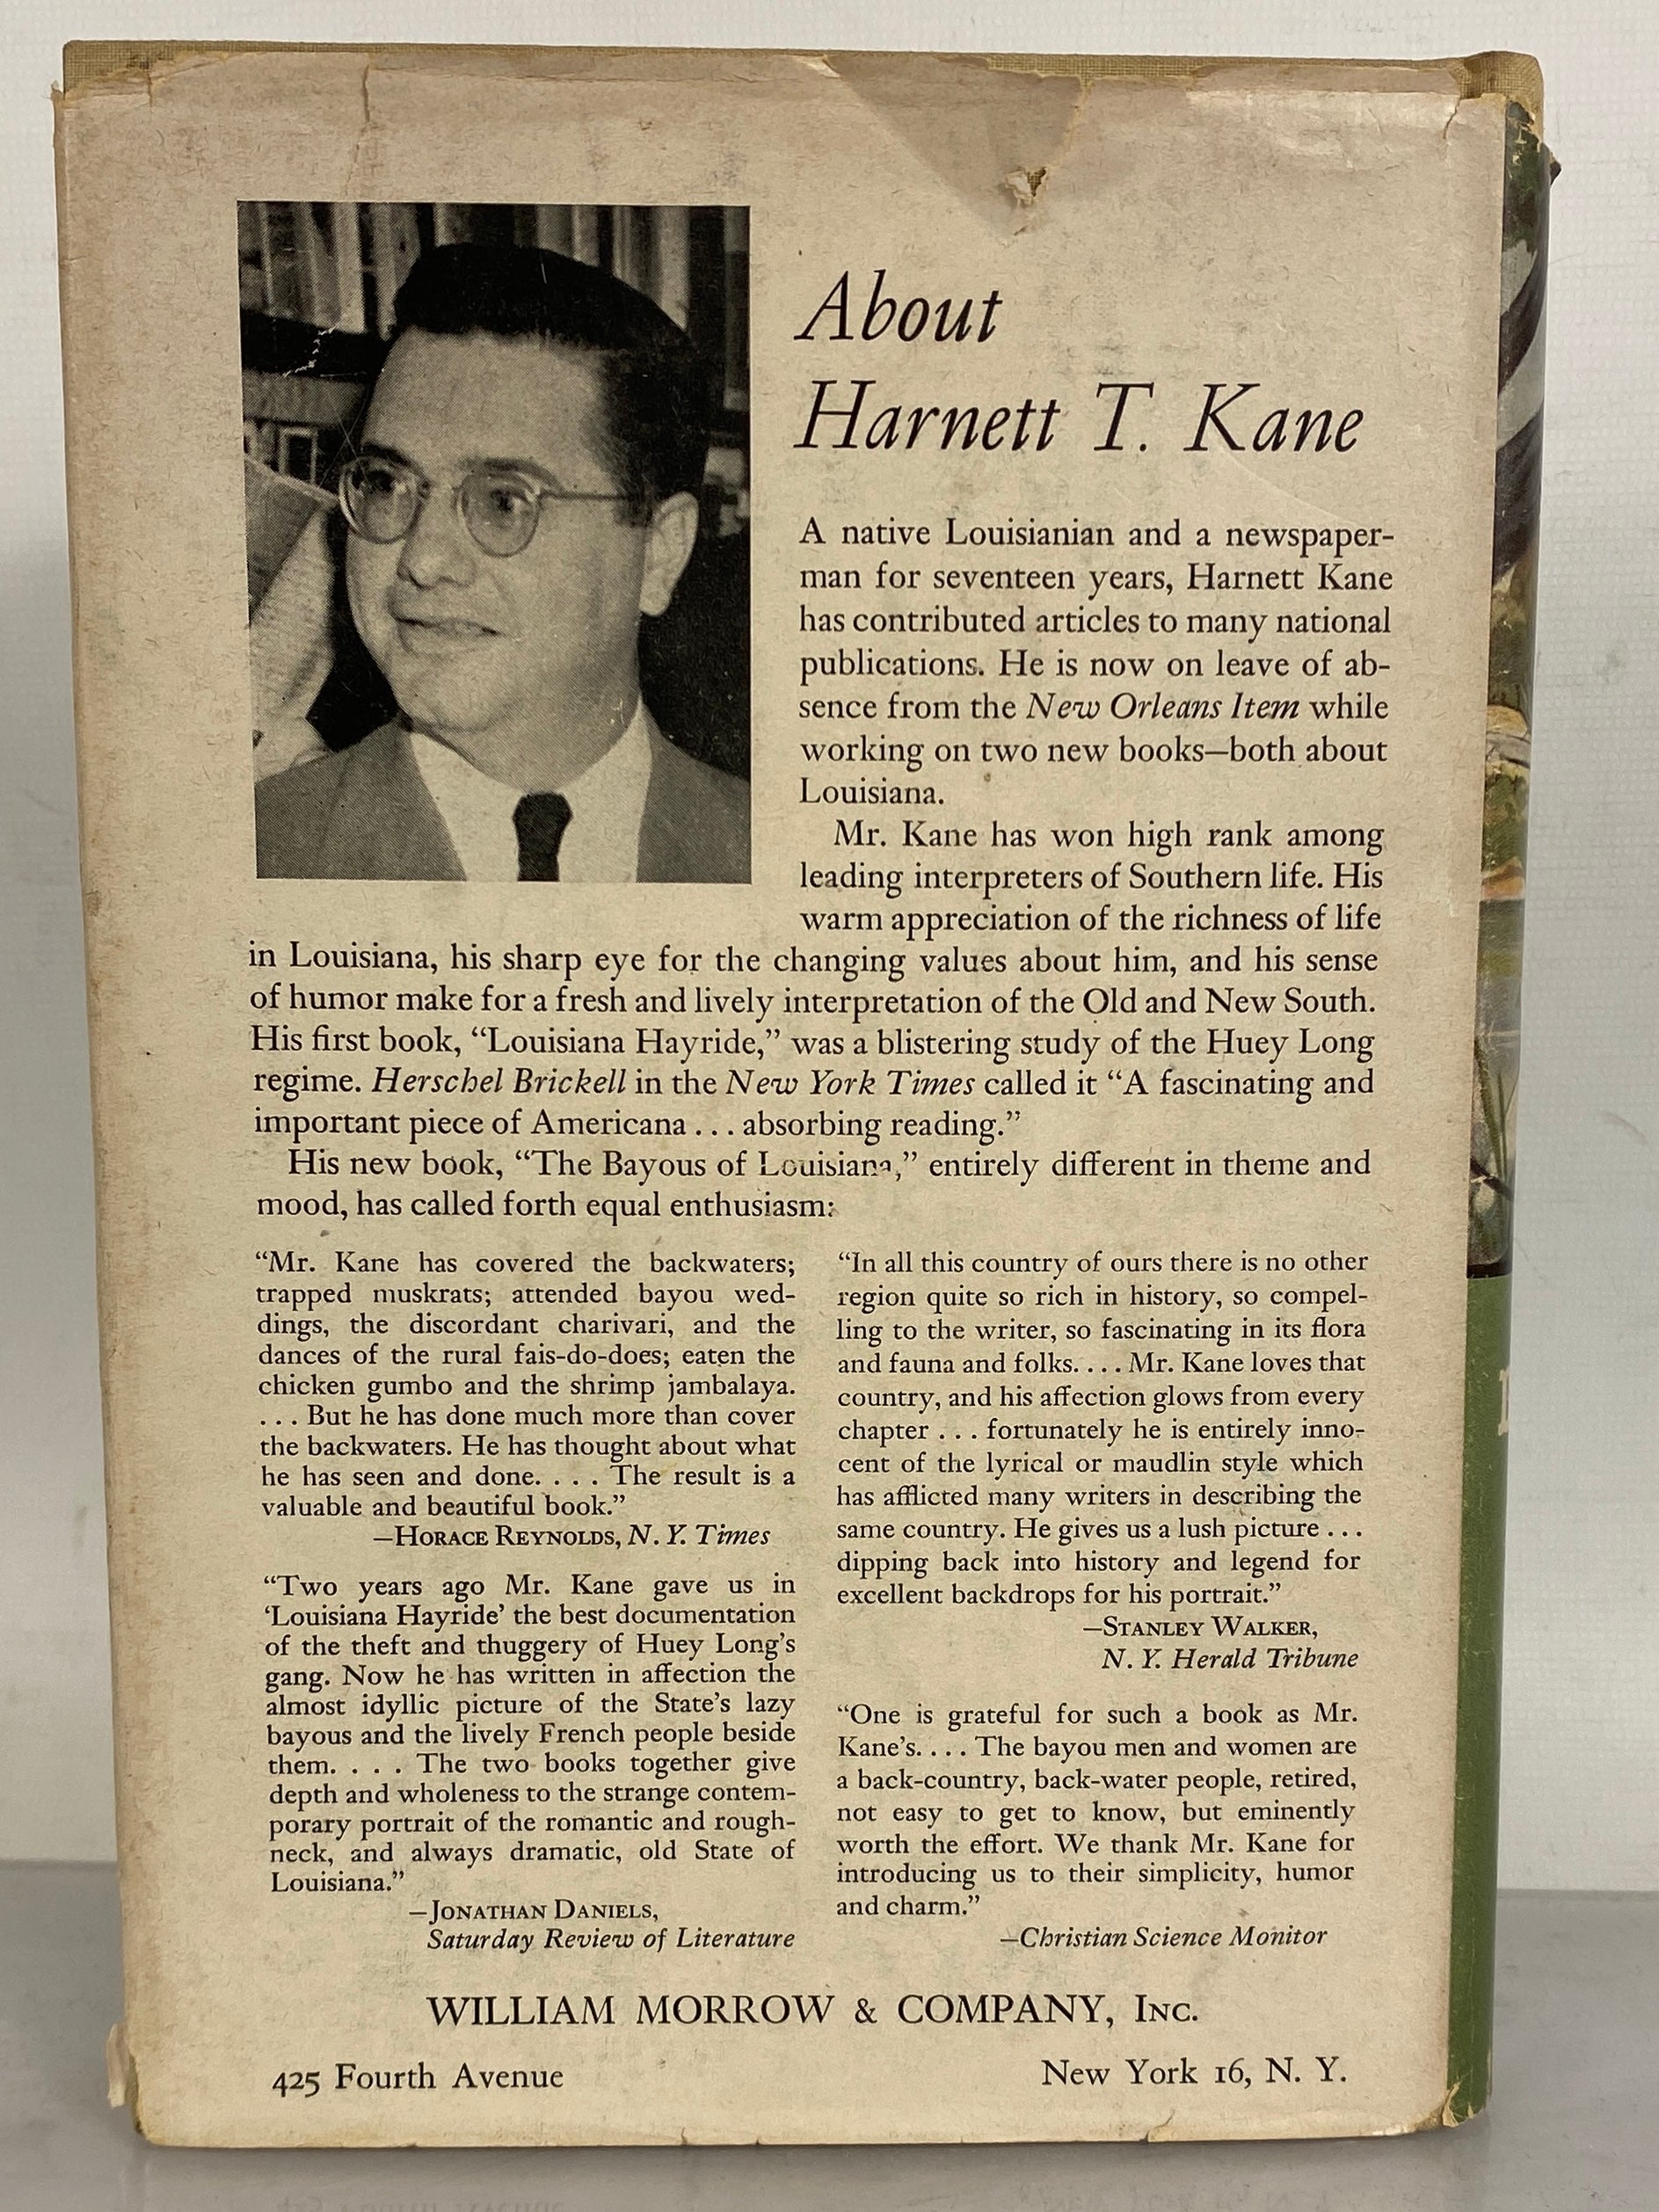 About
Harnett T. Kane
A native Louisianian and a newspaper-
man for seventeen years, Harnett Kane
has contributed articles to many national
publications. He is now on leave of ab-
sence from the New Orleans Item while
working on two new books—both about
Louisiana.
Mr. Kane has won high rank among
leading interpreters of Southern life. His
warm appreciation of the richness of life
in Louisiana, his sharp eye for the changing values about him, and his sense
of humor make for a fresh and lively interpretation of the Old and New South.
His first book, “Louisiana Hayride,” was a blistering study of the Huey Long
regime. Herschel Brickell in the New York Times called it “A fascinating and
important piece of Americana . . . absorbing reading.”
His new book, “The Bayous of Louisiana,” entirely different in theme and
mood, has called forth equal enthusiasm:
“Mr. Kane has covered the backwaters;
trapped muskrats; attended bayou wed-
dings, the discordant charivari, and the
dances of the rural fais-do-does; eaten the
chicken gumbo and the shrimp jambalaya.
. . . But he has done much more than cover
the backwaters. He has thought about what
he has seen and done. . . . The result is a
valuable and beautiful book.”
—HORACE REYNOLDS, N. Y. Times
“Two years ago Mr. Kane gave us in
‘Louisiana Hayride’ the best documentation
of the theft and thuggery of Huey Long’s
gang. Now he has written in affection the
almost idyllic picture of the State’s lazy
bayous and the lively French people beside
them. . . . The two books together give
depth and wholeness to the strange contem-
porary portrait of the romantic and rough-
neck, and always dramatic, old State of
Louisiana.”
—JONATHAN DANIELS,
Saturday Review of Literature
“In all this country of ours there is no other
region quite so rich in history, so compel-
ling to the writer, so fascinating in its flora
and fauna and folks. . . . Mr. Kane loves that
country, and his affection glows from every
chapter . . . fortunately he is entirely inno-
cent of the lyrical or maudlin style which
has afflicted many writers in describing the
same country. He gives us a lush picture . . .
dipping back into history and legend for
excellent backdrops for his portrait.”
—STANLEY WALKER,
N. Y. Herald Tribune
“One is grateful for such a book as Mr.
Kane’s. . . . The bayou men and women are
a back-country, back-water people, retired,
not easy to get to know, but eminently
worth the effort. We thank Mr. Kane for
introducing us to their simplicity, humor
and charm.”
—Christian Science Monitor
WILLIAM MORROW & COMPANY, INC.
425 Fourth Avenue New York 16, N. Y.